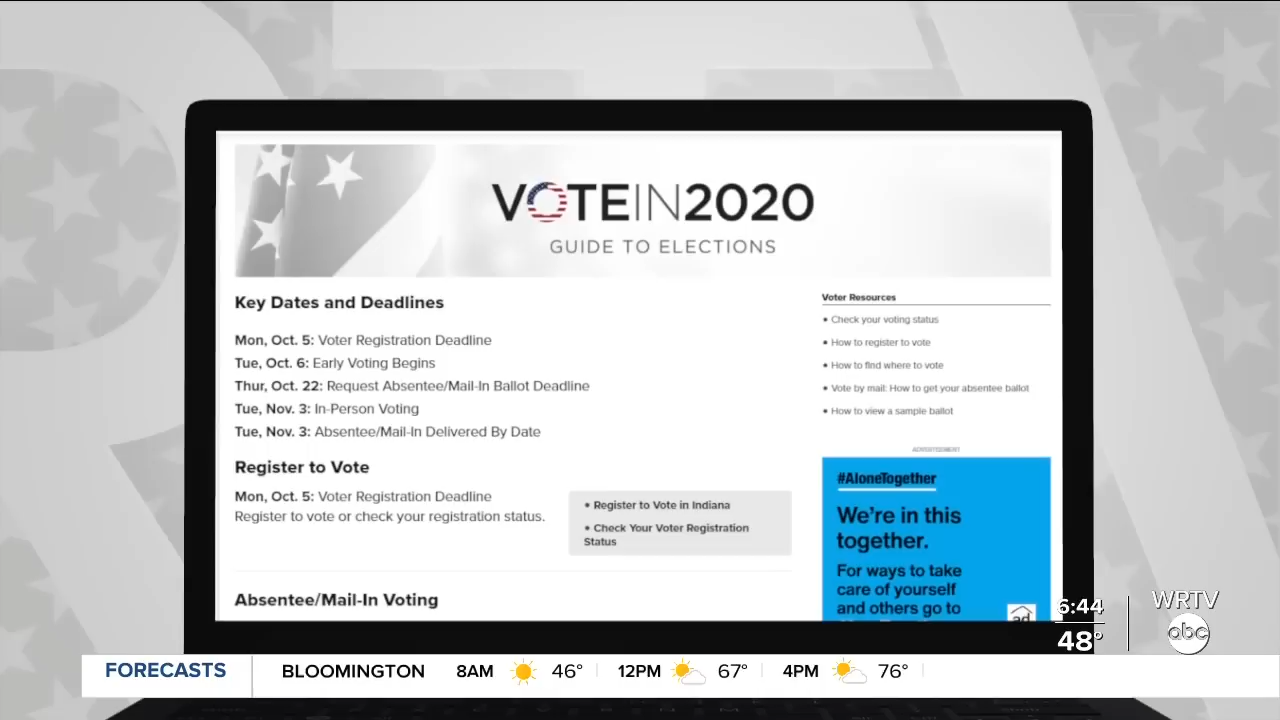 VOTEIN2020
GUIDE TO ELECTIONS
Key Dates and Deadlines
Mon, Oct. 5: Voter Registration Deadline
Tue, Oct. 6: Early Voting Begins
Thur, Oct. 22: Request Absentee/Mail-In Ballot Deadline
Tue, Nov. 3: In-Person Voting
Tue, Nov. 3: Absentee/Mail-In Delivered By Date
Register to Vote
Mon, Oct. 5: Voter Registration Deadline
Register to vote or check your registration status.
• Register to Vote in Indiana
• Check Your Voter Registration
Status
Absentee/Mail-In Voting
Voter Resources
• Check your voting status
• How to register to vote
• How to find where to vote
• Vote by mail: How to get your absentee ballot
• How to view a sample ballot
ADVERTISEMENT
#AloneTogether
We're in this
together.
For ways to take
care of yourself
and others go to
ad
6:44
48°
WRTV
abc
FORECASTS
BLOOMINGTON 8AM 46° 12PM 67° 4PM 76°